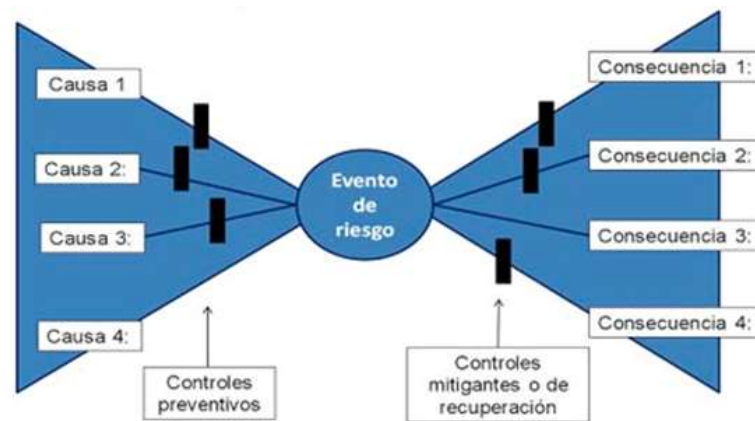 Causa 1
Causa 2:
Causa 3:
Causa 4:
Controles
preventivos
Evento
de
riesgo
Consecuencia 1:
Consecuencia 2:
Consecuencia 3:
Consecuencia 4:
Controles
mitigantes o de
recuperación